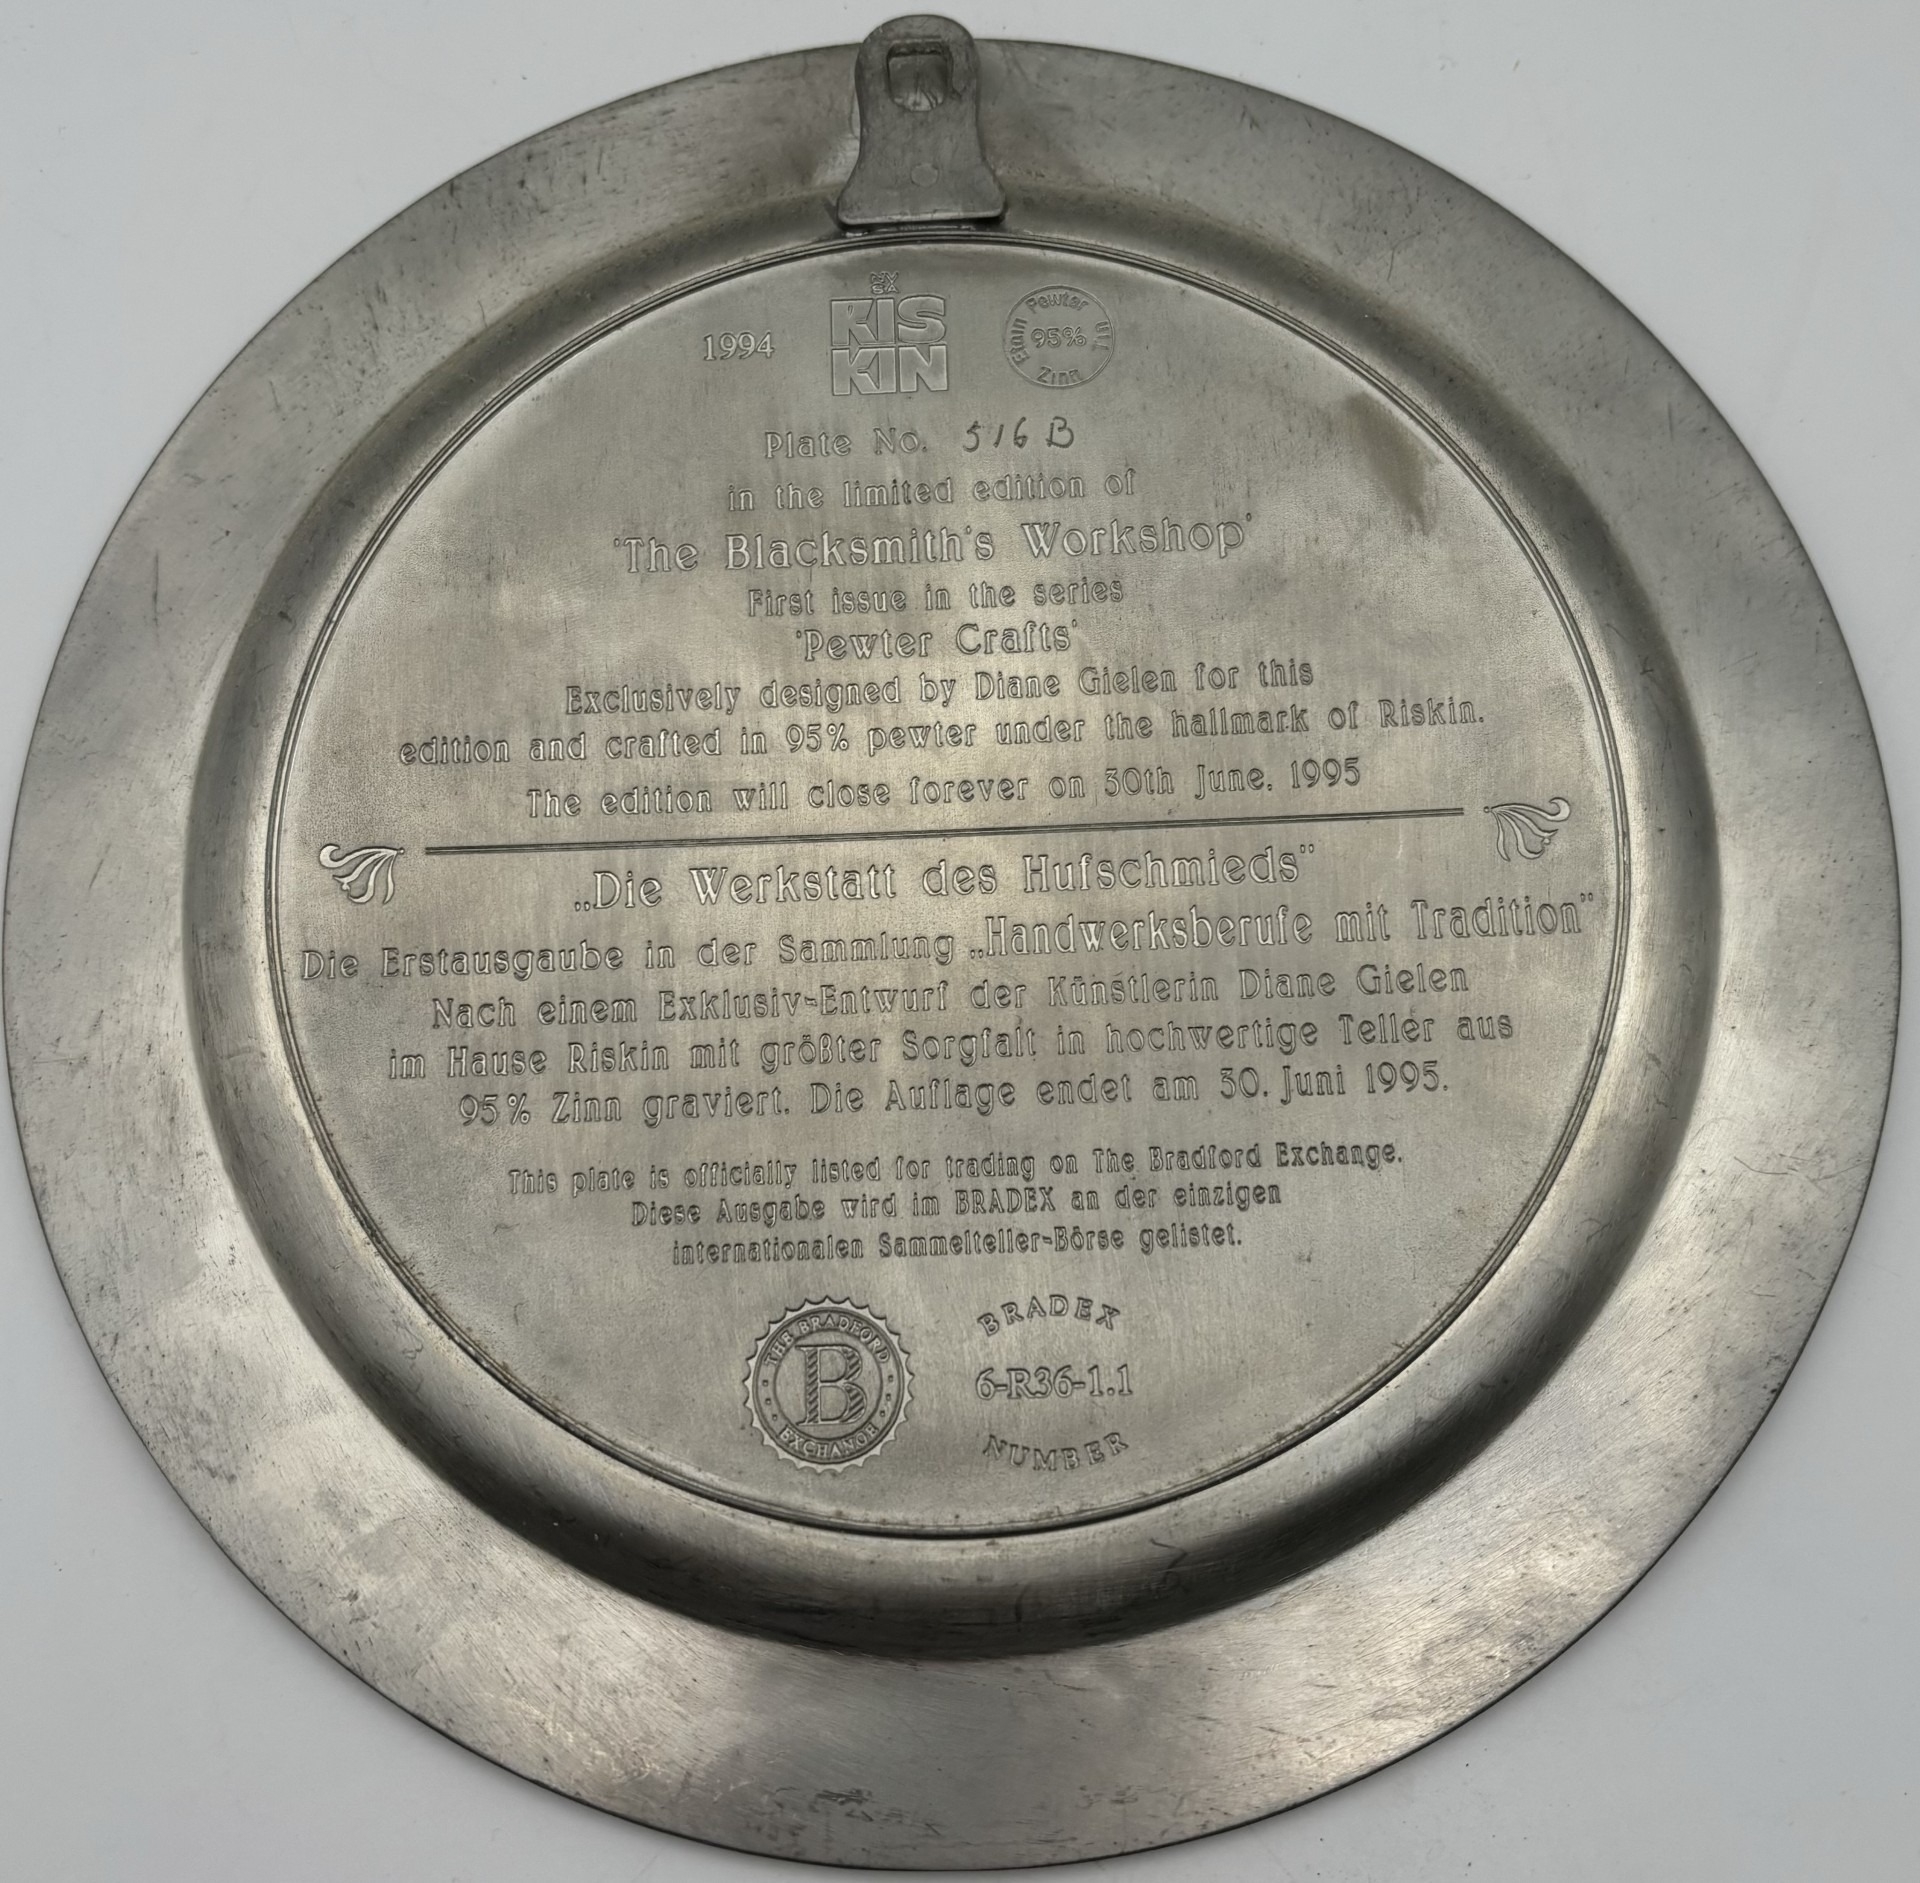 1994
NV
SA
RIS
KIN
Etain Pewter Tin Zinn
95%
Plate No. 516 B
in the limited edition of
'The Blacksmith's Workshop'
First issue in the series
'Pewter Crafts'
Exclusively designed by Diane Gielen for this
edition and crafted in 95% pewter under the hallmark of Riskin.
The edition will close forever on 30th June, 1995
„Die Werkstatt des Hufschmieds”
Die Erstausgaube in der Sammlung „Handwerksberufe mit Tradition”
Nach einem Exklusiv-Entwurf der Künstlerin Diane Gielen
im Hause Riskin mit größter Sorgfalt in hochwertige Teller aus
95% Zinn graviert. Die Auflage endet am 30. Juni 1995.
This plate is officially listed for trading on The Bradford Exchange.
Diese Ausgabe wird im BRADEX an der einzigen
internationalen Sammelteller-Börse gelistet.
THE BRADFORD
B
EXCHANGE
BRADEX
6-R36-1.1
NUMBER